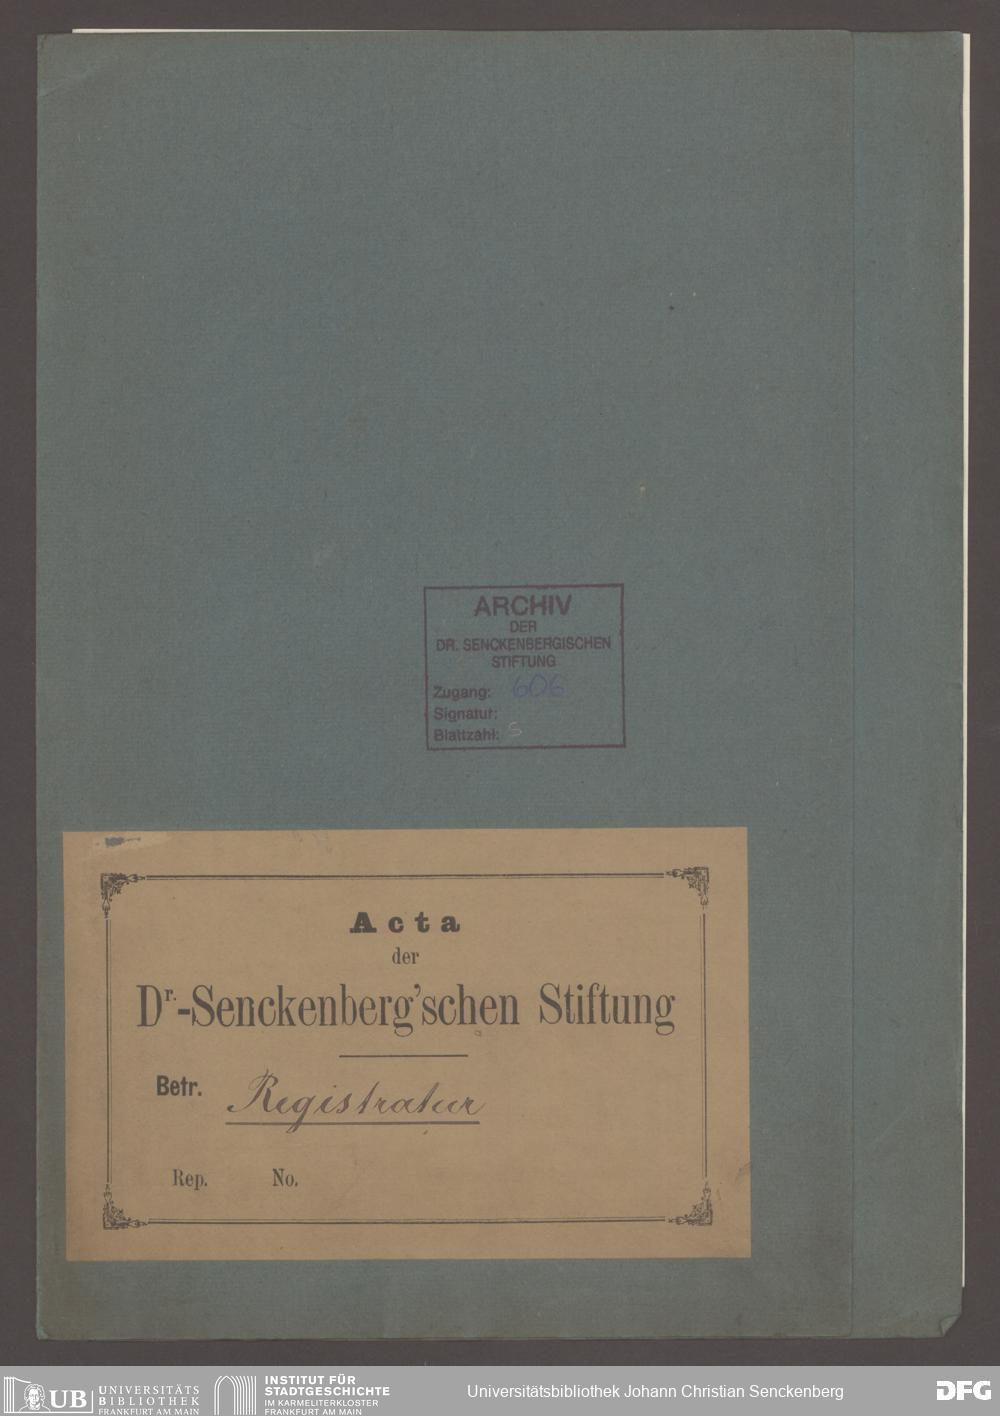 ARCHIV
DER
DR. SENCKENBERGISCHEN
STIFTUNG
Zugang: 606
Signatur:
Blattzahl: 5
Acta
der
Dr.-Senckenberg'schen Stiftung
Betr. Registratur
Rep. No.
UB UNIVERSITÄTS
BIBLIOTHEK
FRANKFURT AM MAIN
INSTITUT FÜR
STADTGESCHICHTE
IM KARMELITERKLOSTER
FRANKFURT AM MAIN
Universitätsbibliothek Johann Christian Senckenberg
DFG